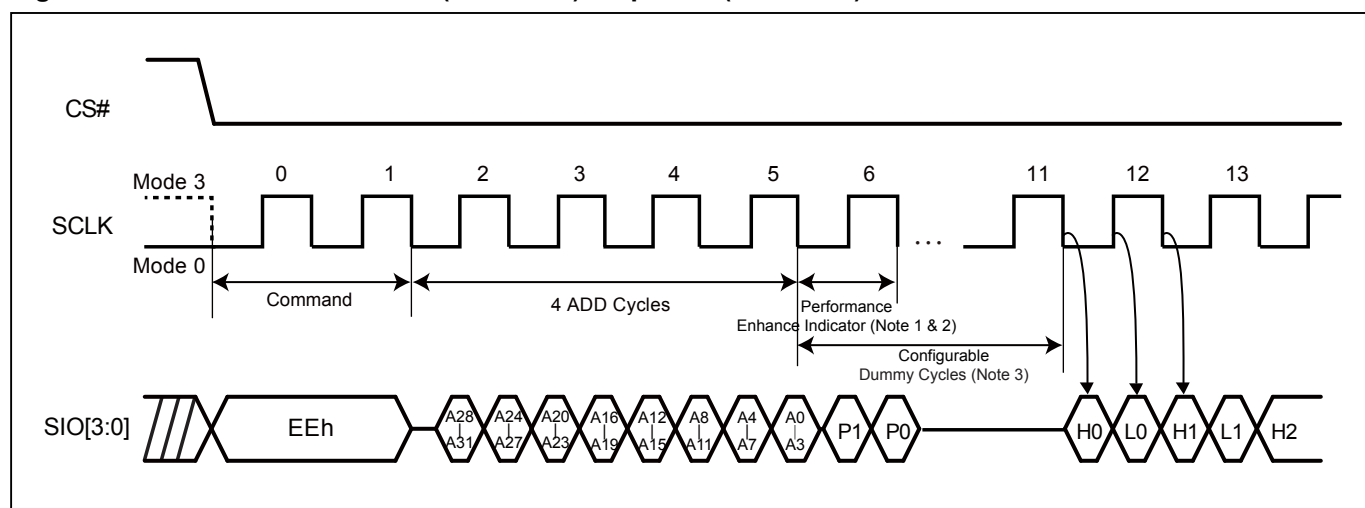 CS#
0 1 2 3 4 5 6 11 12 13
Mode 3
SCLK
...
Mode 0
Command
4 ADD Cycles
Performance
Enhance Indicator (Note 1 & 2)
Configurable
Dummy Cycles (Note 3)
SIO[3:0]
EEh
A28
A31
A24
A27
A20
A23
A16
A19
A12
A15
A8
A11
A4
A7
A0
A3
P1
P0
H0
L0
H1
L1
H2